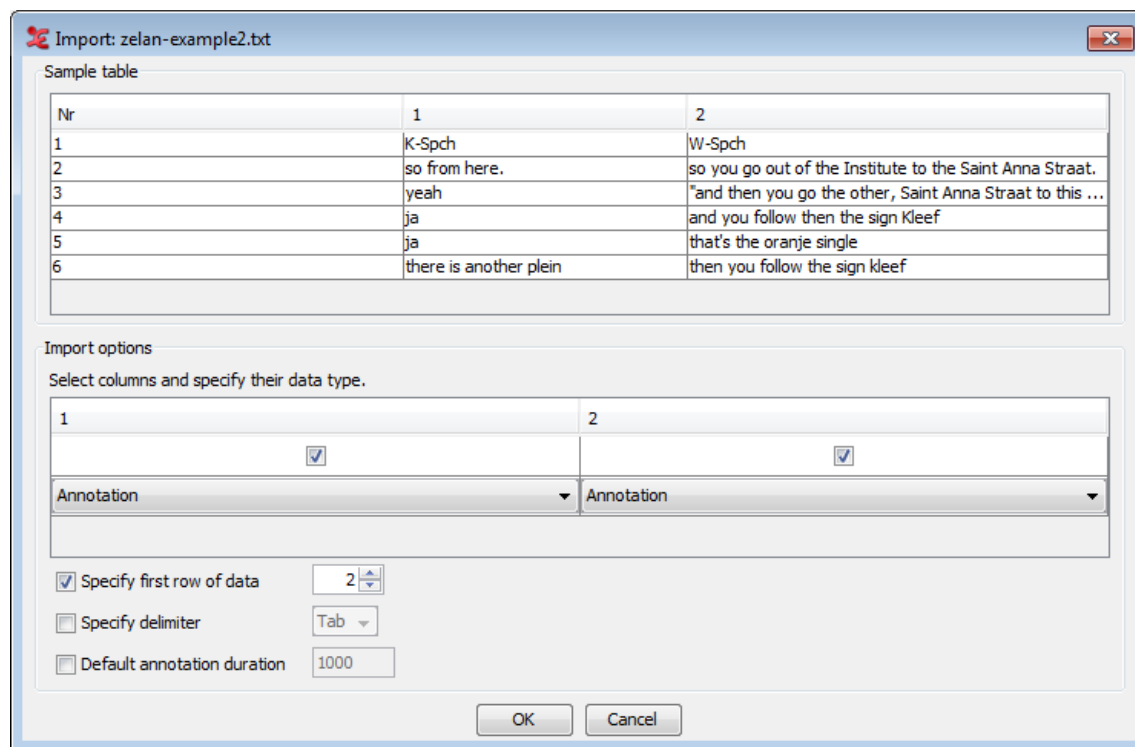 Import: zelan-example2.txt
Sample table
Nr 1 2
1 K-Spch W-Spch
2 so from here. so you go out of the Institute to the Saint Anna Straat.
3 yeah "and then you go the other, Saint Anna Straat to this ...
4 ja and you follow then the sign Kleef
5 ja that's the oranje single
6 there is another plein then you follow the sign kleef
Import options
Select columns and specify their data type.
1 2
Annotation Annotation
Specify first row of data 2
Specify delimiter Tab
Default annotation duration 1000
OK Cancel